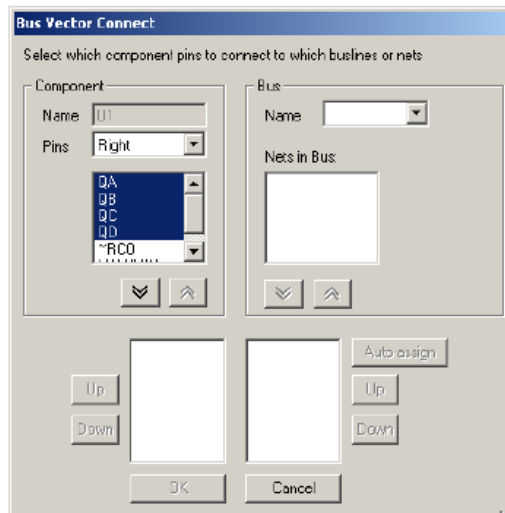 Bus Vector Connect
Select which component pins to connect to which buslines or nets
Component
Name U1
Pins Right
QA
QB
QC
QD
~RCO
Bus
Name
Nets in Bus:
Auto-assign
Up
Up
Down
Down
OK
Cancel